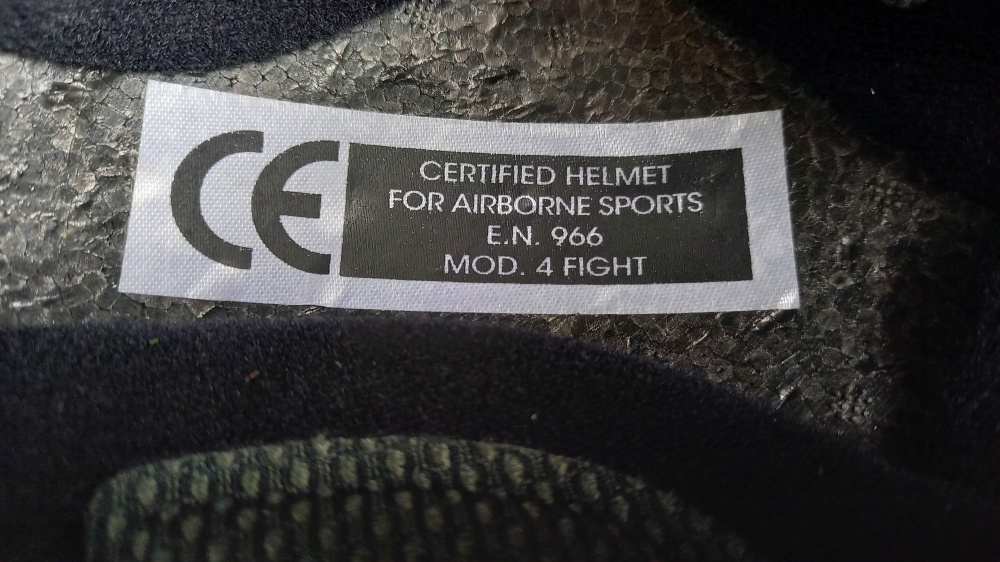 CE
CERTIFIED HELMET
FOR AIRBORNE SPORTS
E.N. 966
MOD. 4 FIGHT